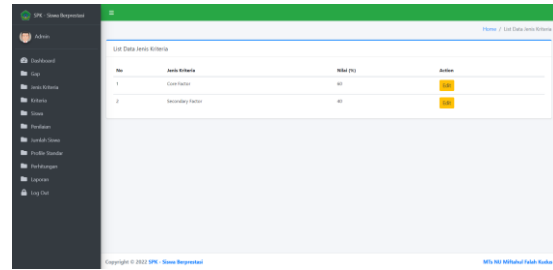 SPK - Siswa Berprestasi
Admin
Dashboard
Gap
Jenis Kriteria
Kriteria
Siswa
Penilaian
Jumlah Siswa
Profile Standar
Perhitungan
Laporan
Log Out
Home / List Data Jenis Kriteria
List Data Jenis Kriteria
No Jenis Kriteria Nilai (%) Action
1 Core Factor 60 Edit
2 Secondary Factor 40 Edit
Copyright © 2022 SPK - Siswa Berprestasi
MTs NU Miftahul Falah Kudus